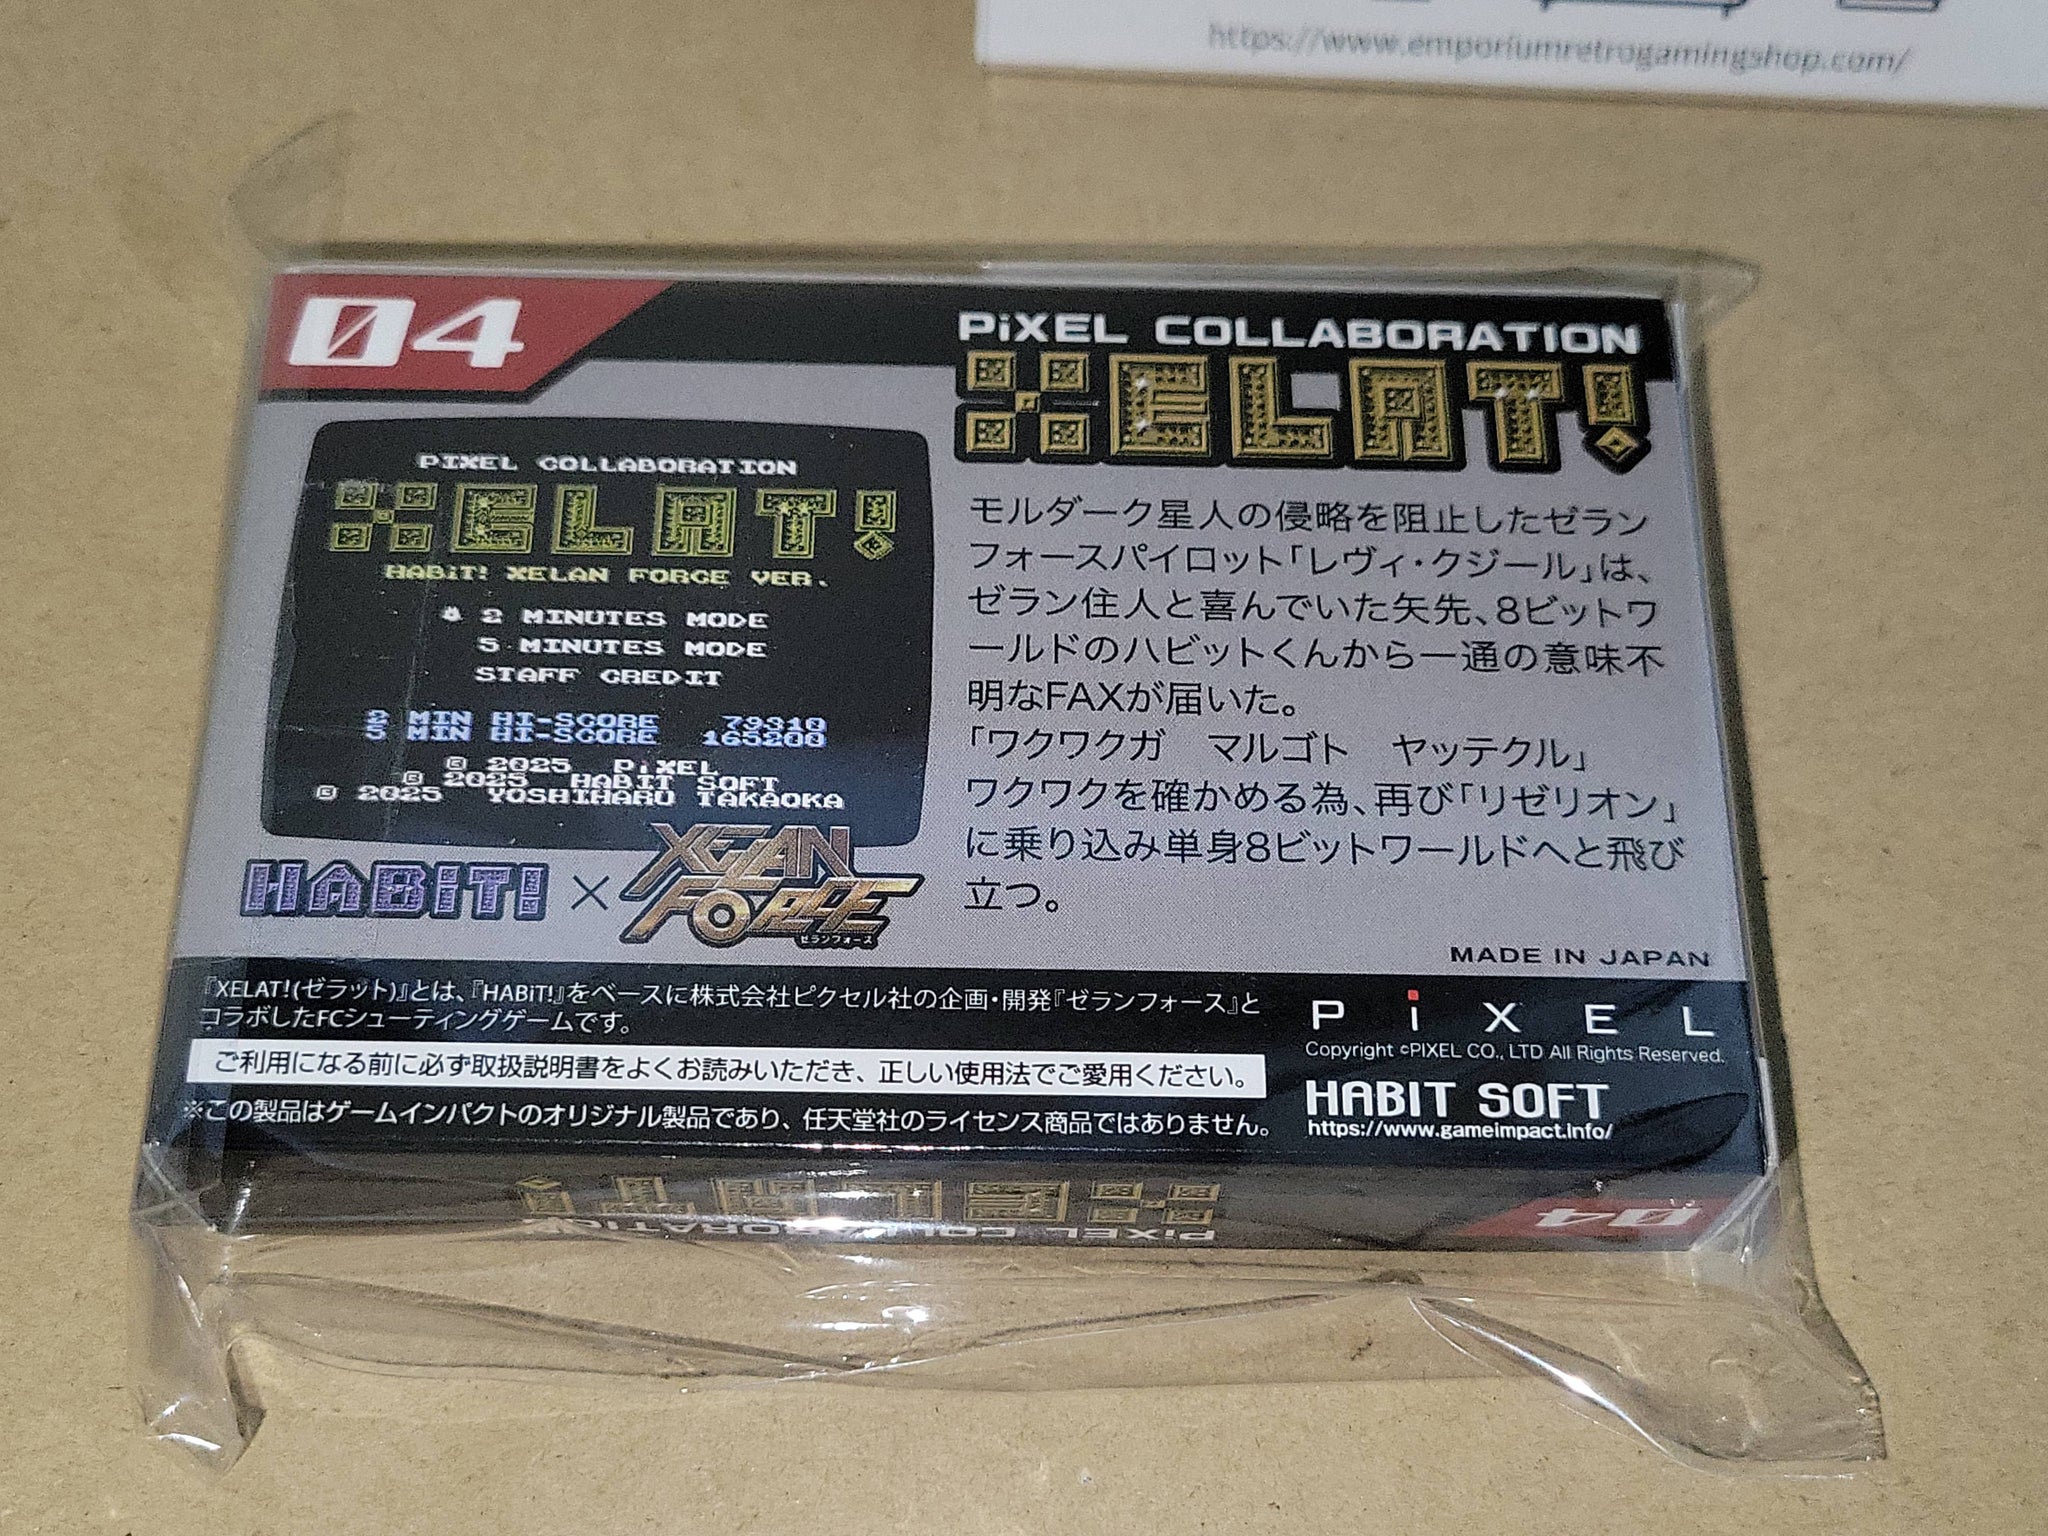 https://www.emporiumretrogamingshop.com/
04
PiXEL COLLABORATION
XELAT!
PIXEL COLLABORATION
XELAT!
HABiT! XELAN FORCE VER.
2 MINUTES MODE
5 MINUTES MODE
STAFF CREDIT
2 MIN HI-SCORE 79310
5 MIN HI-SCORE 165200
© 2025 PiXEL
© 2025 HABIT SOFT
© 2025 YOSHIHARU TAKAOKA
HABiT! × XELAN FORCE
ゼランフォース
モルダーク星人の侵略を阻止したゼラン
フォースパイロット「レヴィ・クジール」は、
ゼラン住人と喜んでいた矢先、8ビットワ
ールドのハビットくんから一通の意味不
明なFAXが届いた。
「ワクワクガ　マルゴト　ヤッテクル」
ワクワクを確かめる為、再び「リゼリオン」
に乗り込み単身8ビットワールドへと飛び
立つ。
MADE IN JAPAN
『XELAT!(ゼラット)』とは、『HABiT!』をベースに株式会社ピクセル社の企画・開発『ゼランフォース』と
コラボしたFCシューティングゲームです。
ご利用になる前に必ず取扱説明書をよくお読みいただき、正しい使用法でご愛用ください。
※この製品はゲームインパクトのオリジナル製品であり、任天堂社のライセンス商品ではありません。
PiXEL
Copyright ©PIXEL CO., LTD All Rights Reserved.
HABIT SOFT
https://www.gameimpact.info/
04
XELAT!
PiXEL COLLABORATION